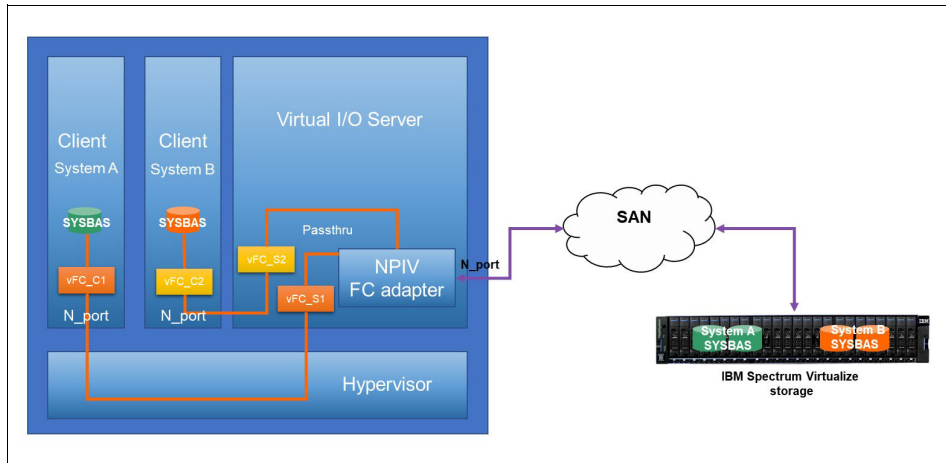 Client
System A
SYSBAS
vFC_C1
N_port
Client
System B
SYSBAS
vFC_C2
N_port
Virtual I/O Server
Passthru
vFC_S2
vFC_S1
NPIV
FC adapter
N_port
Hypervisor
SAN
System A
SYSBAS
System B
SYSBAS
IBM
IBM Spectrum Virtualize
storage